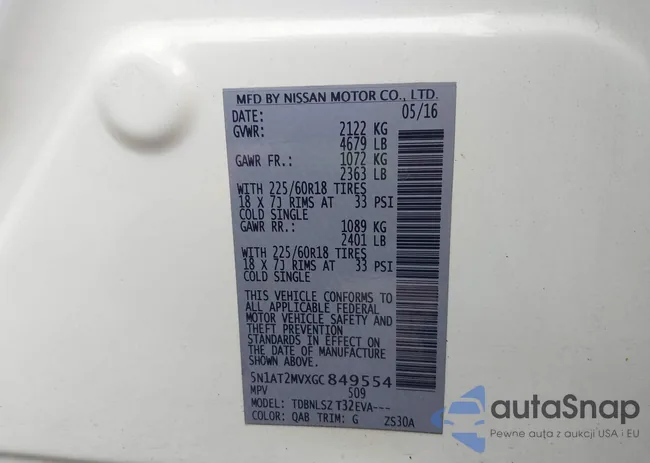 MFD BY NISSAN MOTOR CO., LTD.
DATE: 05/16
GVWR: 2122 KG
4679 LB
GAWR FR.: 1072 KG
2363 LB
WITH 225/60R18 TIRES
18 X 7J RIMS AT 33 PSI
COLD SINGLE
GAWR RR.: 1089 KG
2401 LB
WITH 225/60R18 TIRES
18 X 7J RIMS AT 33 PSI
COLD SINGLE
THIS VEHICLE CONFORMS TO
ALL APPLICABLE FEDERAL
MOTOR VEHICLE SAFETY AND
THEFT PREVENTION
STANDARDS IN EFFECT ON
THE DATE OF MANUFACTURE
SHOWN ABOVE.
5N1AT2MVXGC849554
MPV 509
MODEL: TDBNLSZ T32EVA---
COLOR: QAB TRIM: G ZS30A
autoSnap
Pewne auta z aukcji USA i EU